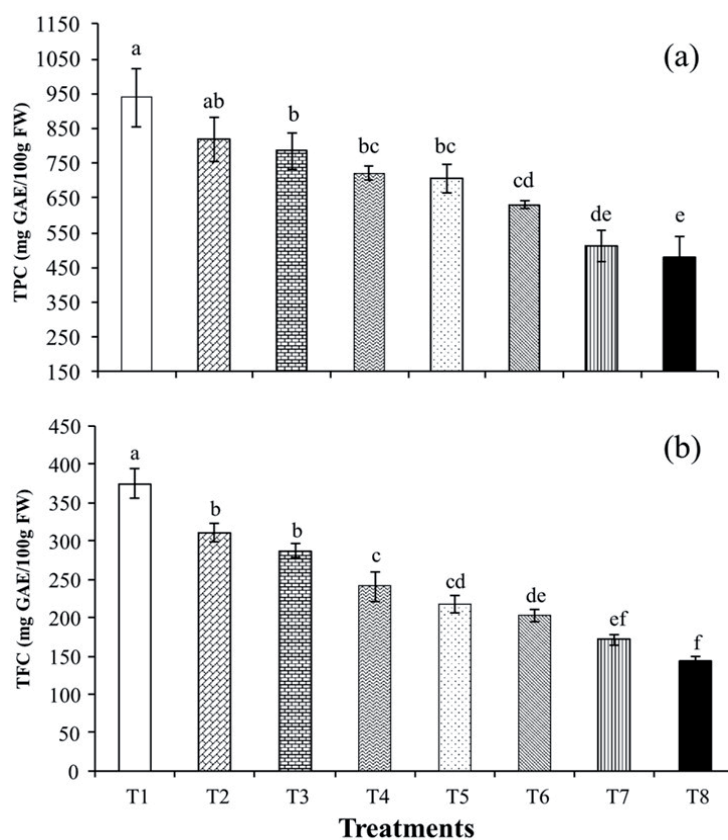 (a)
TPC (mg GAE/100g FW)
1150
1050
950
850
750
650
550
450
350
250
150
a
ab
b
bc
bc
cd
de
e
(b)
TFC (mg GAE/100g FW)
450
400
350
300
250
200
150
100
50
0
a
b
b
c
cd
de
ef
f
T1 T2 T3 T4 T5 T6 T7 T8
Treatments